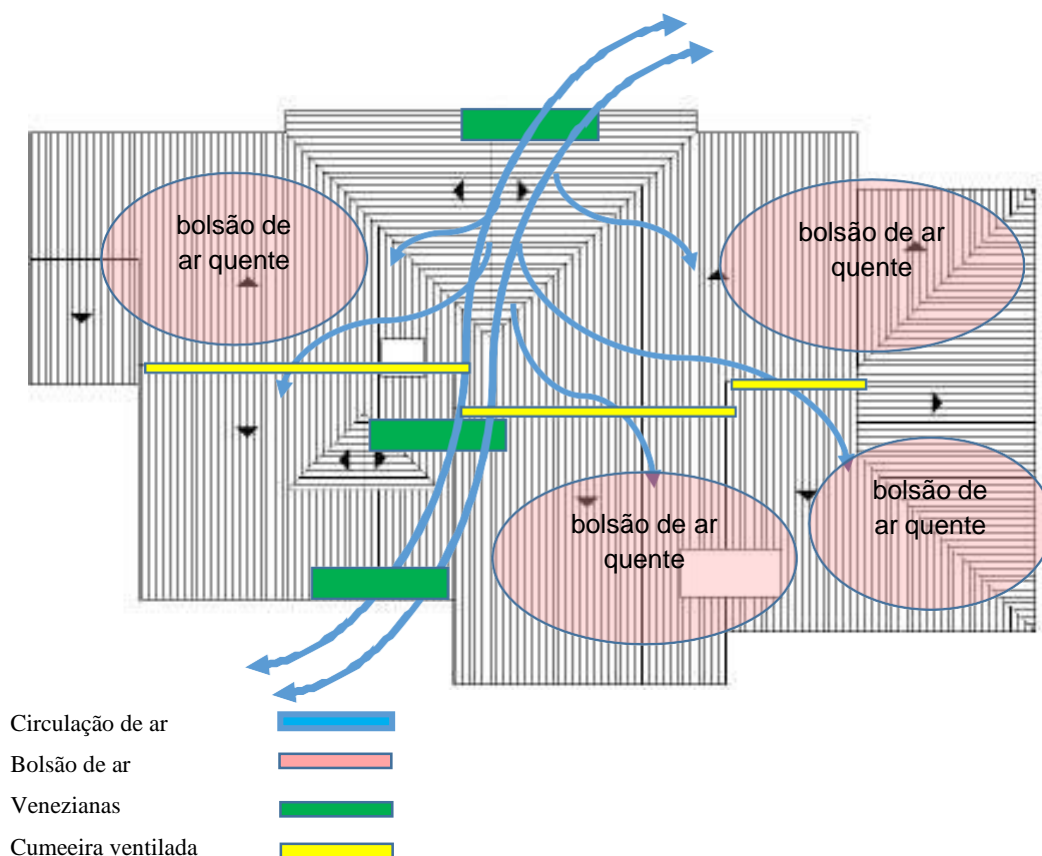 bolsão de
ar quente
bolsão de ar
quente
bolsão de ar
quente
bolsão de
ar quente
Circulação de ar
Bolsão de ar
Venezianas
Cumeeira ventilada